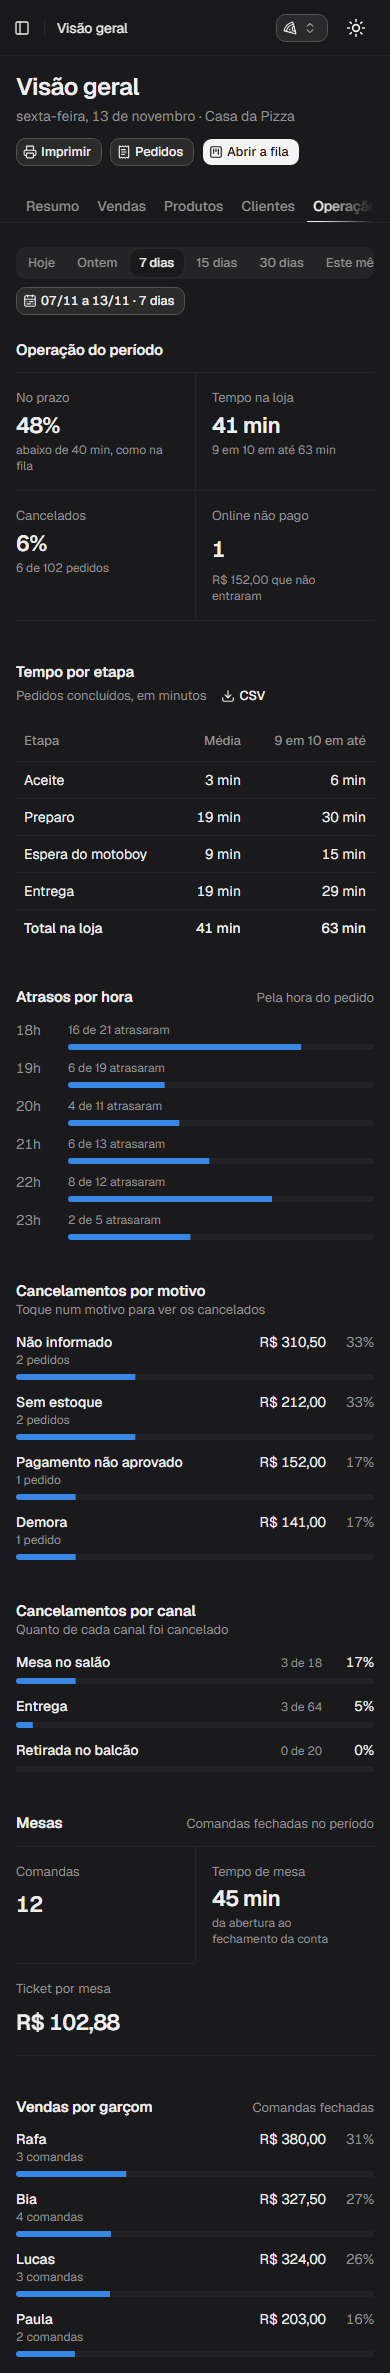 Visão geral
Visão geral
sexta-feira, 13 de novembro · Casa da Pizza
Imprimir Pedidos Abrir a fila
Resumo Vendas Produtos Clientes Operaçã
Hoje Ontem 7 dias 15 dias 30 dias Este mê
07/11 a 13/11 · 7 dias
Operação do período
No prazo
48%
abaixo de 40 min, como na
fila
Tempo na loja
41 min
9 em 10 em até 63 min
Cancelados
6%
6 de 102 pedidos
Online não pago
1
R$ 152,00 que não
entraram
Tempo por etapa
Pedidos concluídos, em minutos CSV
Etapa Média 9 em 10 em até
Aceite 3 min 6 min
Preparo 19 min 30 min
Espera do motoboy 9 min 15 min
Entrega 19 min 29 min
Total na loja 41 min 63 min
Atrasos por hora Pela hora do pedido
18h 16 de 21 atrasaram
19h 6 de 19 atrasaram
20h 4 de 11 atrasaram
21h 6 de 13 atrasaram
22h 8 de 12 atrasaram
23h 2 de 5 atrasaram
Cancelamentos por motivo
Toque num motivo para ver os cancelados
Não informado R$ 310,50 33%
2 pedidos
Sem estoque R$ 212,00 33%
2 pedidos
Pagamento não aprovado R$ 152,00 17%
1 pedido
Demora R$ 141,00 17%
1 pedido
Cancelamentos por canal
Quanto de cada canal foi cancelado
Mesa no salão 3 de 18 17%
Entrega 3 de 64 5%
Retirada no balcão 0 de 20 0%
Mesas Comandas fechadas no período
Comandas
12
Tempo de mesa
45 min
da abertura ao
fechamento da conta
Ticket por mesa
R$ 102,88
Vendas por garçom Comandas fechadas
Rafa R$ 380,00 31%
3 comandas
Bia R$ 327,50 27%
4 comandas
Lucas R$ 324,00 26%
3 comandas
Paula R$ 203,00 16%
2 comandas